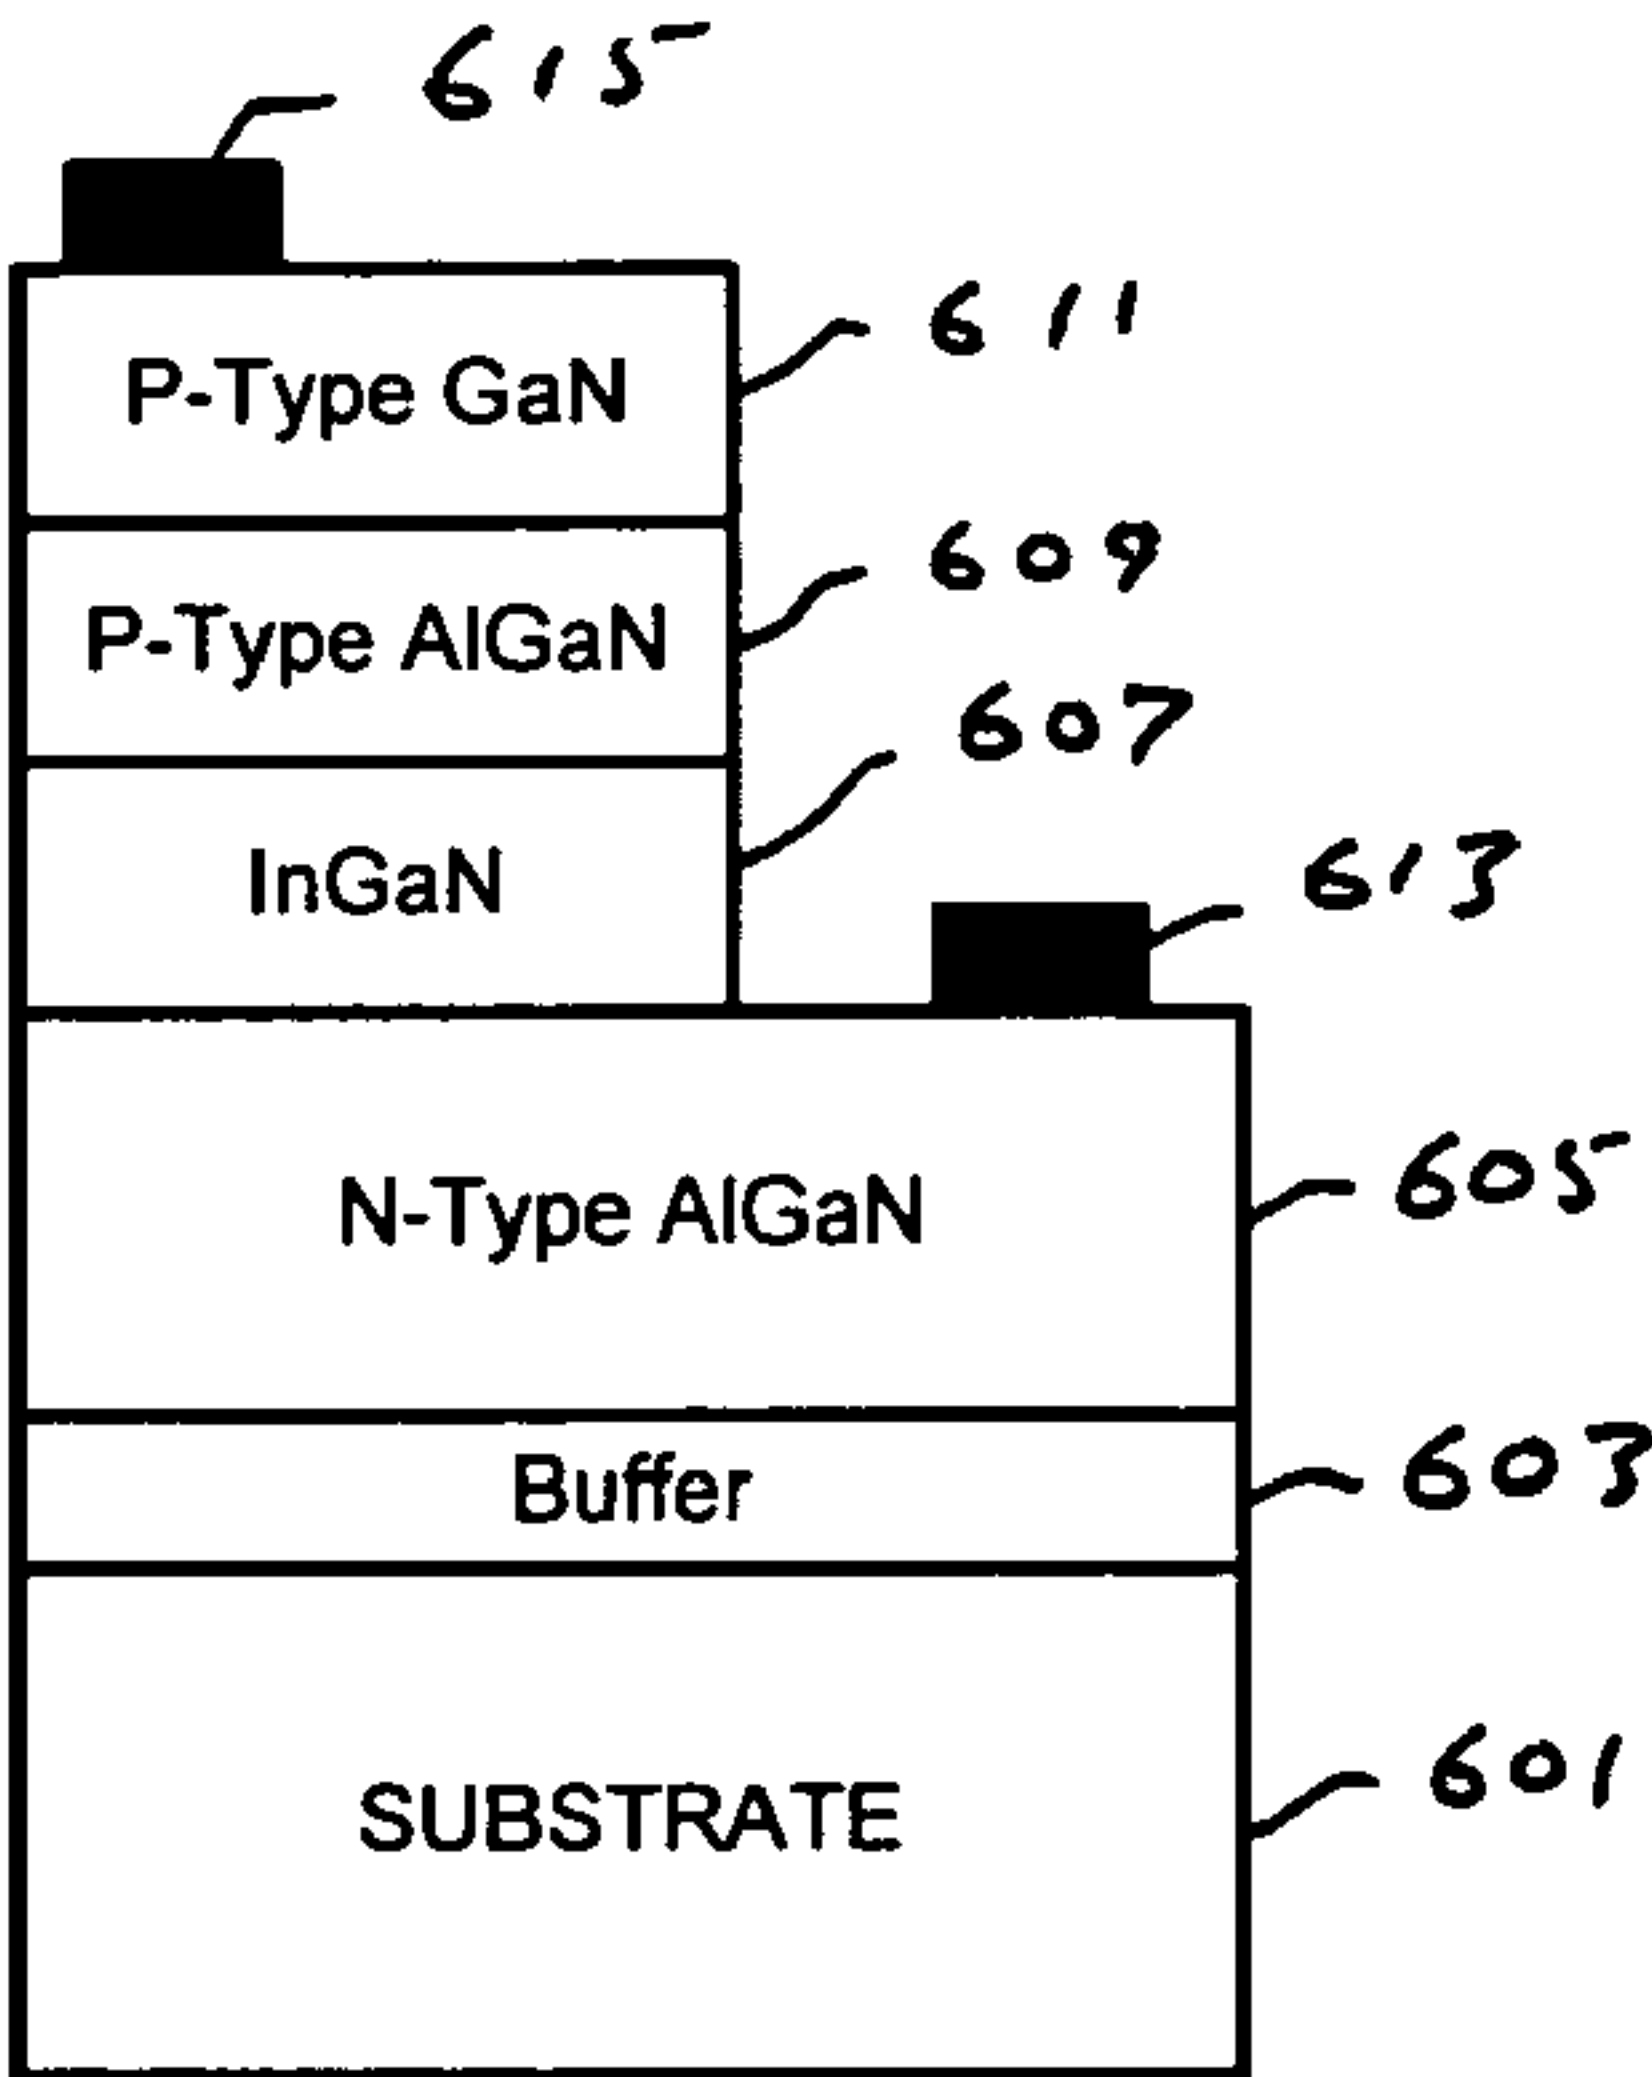 615
P-Type GaN
611
P-Type AlGaN
609
607
InGaN
613
N-Type AlGaN
605
Buffer
603
SUBSTRATE
601